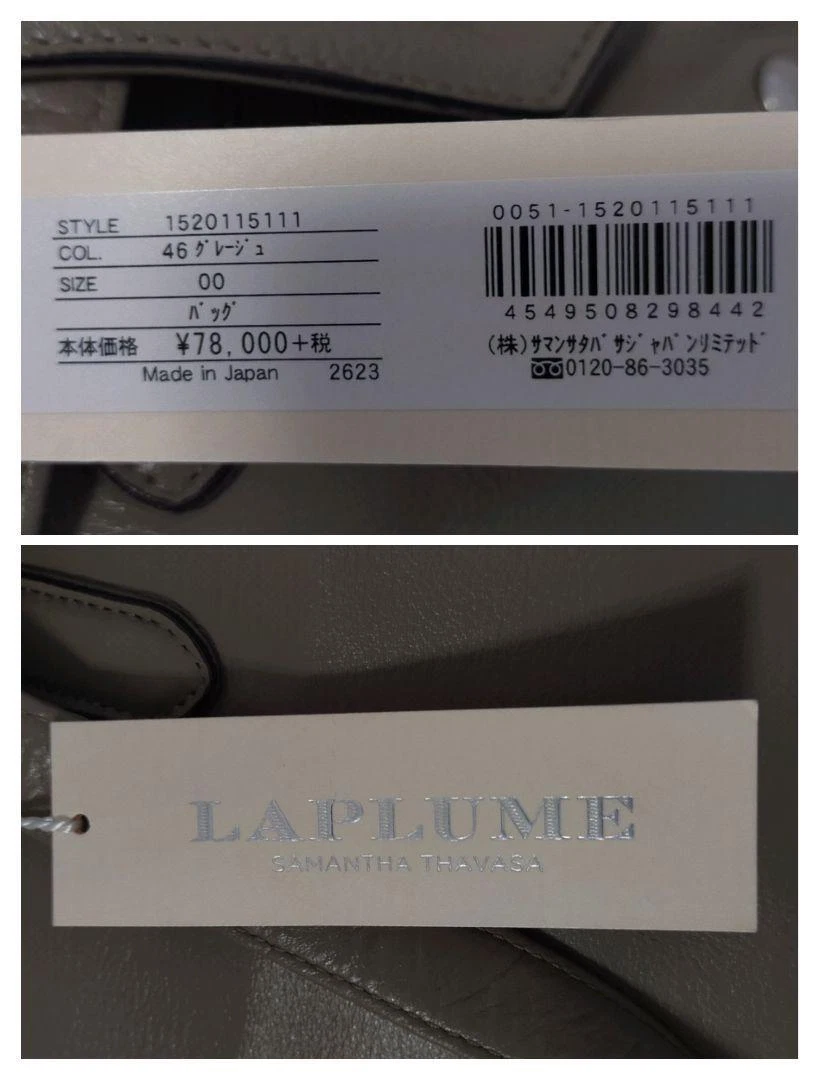 STYLE 1520115111
COL. 46 ｸﾞﾚｰｼﾞｭ
SIZE 00
ﾊﾞｯｸﾞ
本体価格 ¥78,000+税
Made in Japan 2623
0051-1520115111
4549508298442
(株)ｻﾏﾝｻﾀﾊﾞｻｼﾞｬﾊﾟﾝﾘﾐﾃｯﾄﾞ
0120-86-3035
LAPLUME
SAMANTHA THAVASA